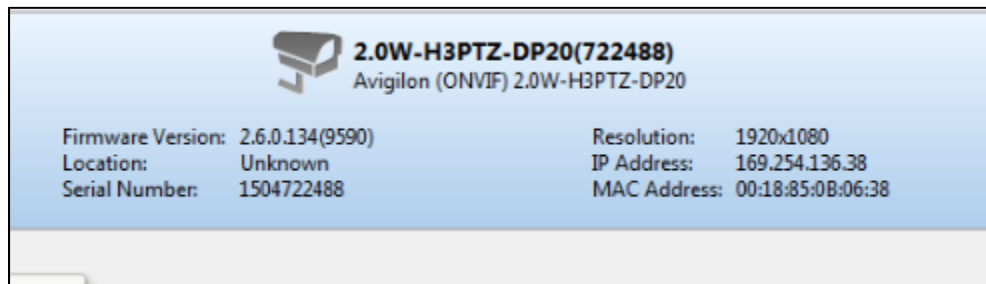 2.0W-H3PTZ-DP20(722488)
Avigilon (ONVIF) 2.0W-H3PTZ-DP20
Firmware Version: 2.6.0.134(9590)
Location: Unknown
Serial Number: 1504722488
Resolution: 1920x1080
IP Address: 169.254.136.38
MAC Address: 00:18:85:0B:06:38